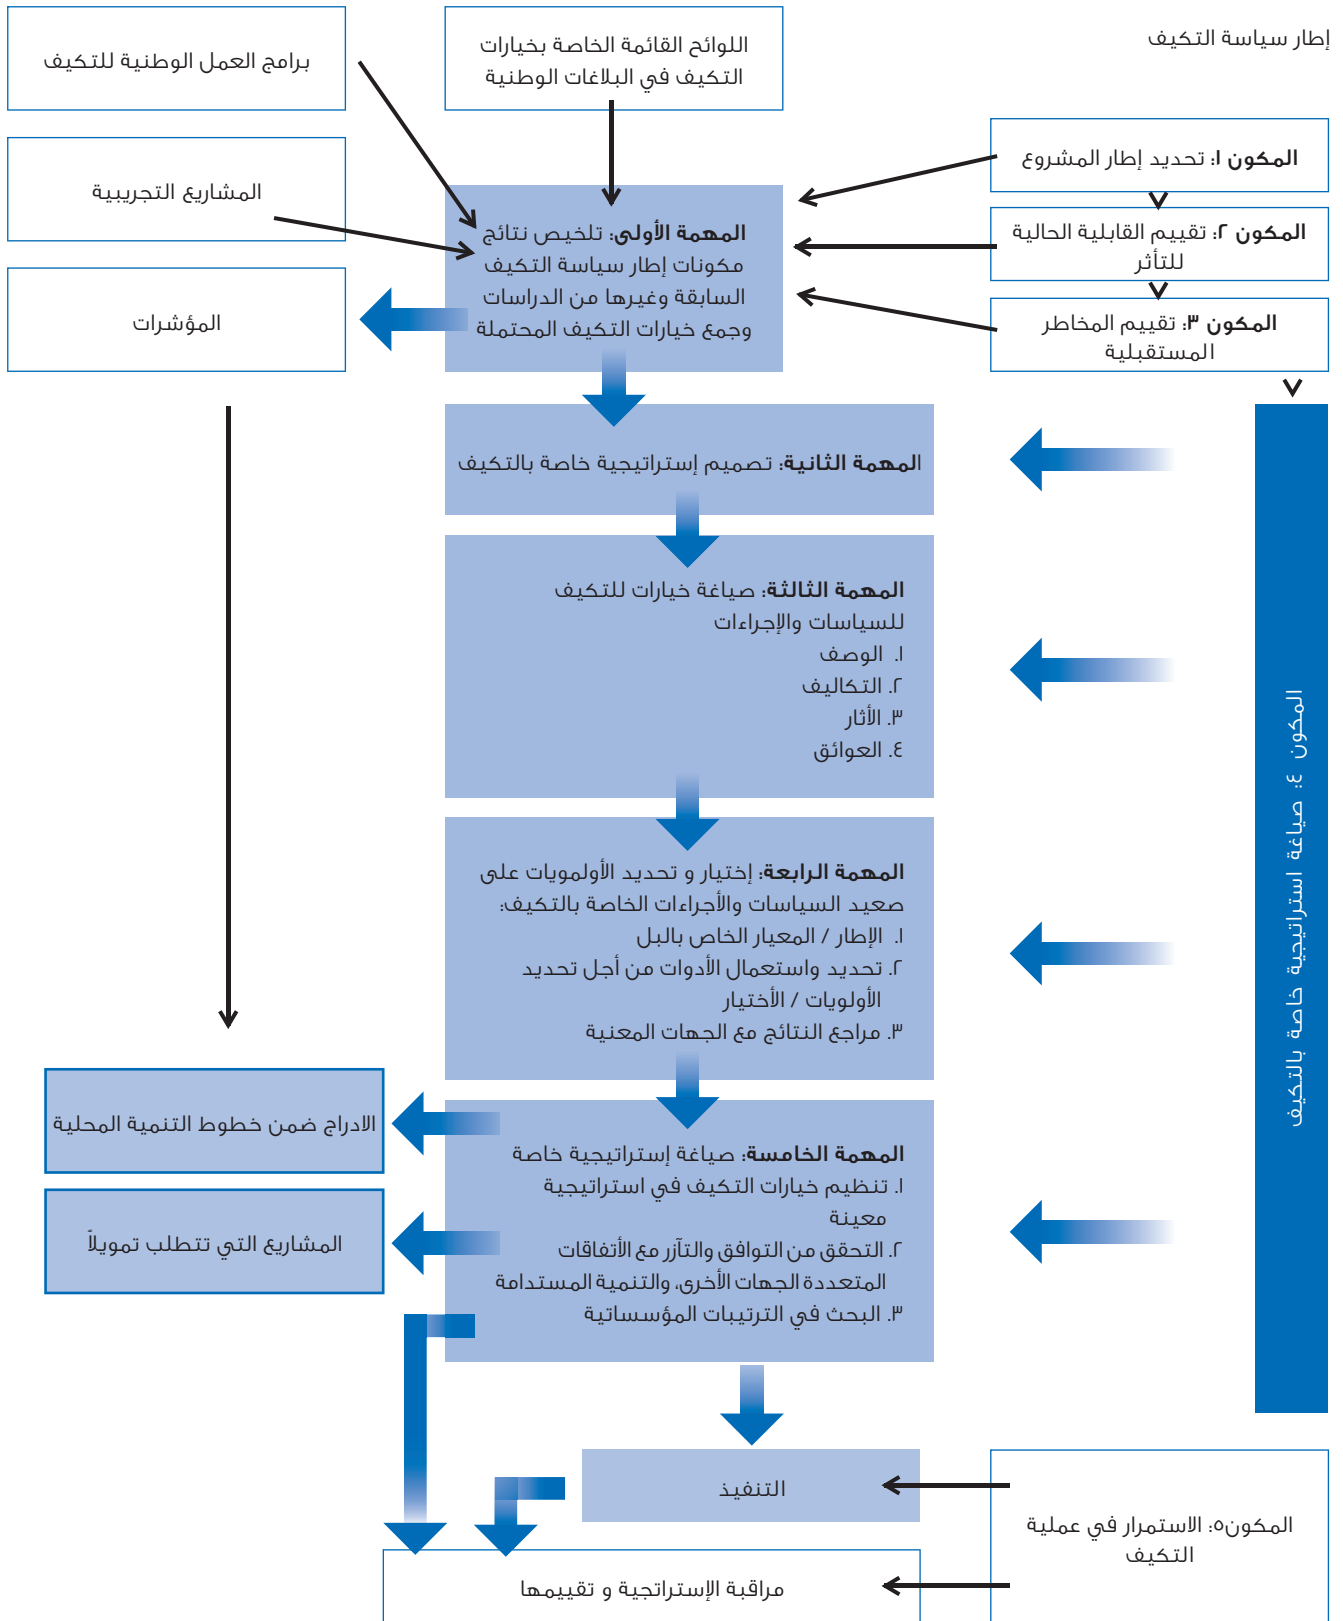 إطار سياسة التكيف
اللوائح القائمة الخاصة بخيارات
التكيف في البلاغات الوطنية
برامج العمل الوطنية للتكيف
المشاريع التجريبية
المؤشرات
المكون ١: تحديد إطار المشروع
المكون ٢: تقييم القابلية الحالية
للتأثر
المكون ٣: تقييم المخاطر
المستقبلية
المهمة الأولى: تلخيص نتائج
مكونات إطار سياسة التكيف
السابقة وغيرها من الدراسات
وجمع خيارات التكيف المحتملة
المهمة الثانية: تصميم إستراتيجية خاصة بالتكيف
المهمة الثالثة: صياغة خيارات للتكيف
للسياسات والإجراءات
١. الوصف
٢. التكاليف
٣. الأثار
٤. العوائق
المكون ٤: صياغة استراتيجية خاصة بالتكيف
المهمة الرابعة: إختيار و تحديد الأولمويات على
صعيد السياسات والأجراءات الخاصة بالتكيف:
١. الإطار / المعيار الخاص بالبل
٢. تحديد واستعمال الأدوات من أجل تحديد
الأولويات / الأختيار
٣. مراجع النتائج مع الجهات المعنية
المهمة الخامسة: صياغة إستراتيجية خاصة
١. تنظيم خيارات التكيف في استراتيجية
معينة
٢. التحقق من التوافق والتآزر مع الأتفاقات
المتعددة الجهات الأخرى، والتنمية المستدامة
٣. البحث في الترتيبات المؤسساتية
الادراج ضمن خطوط التنمية المحلية
المشاريع التي تتطلب تمويلاً
التنفيذ
المكون٥: الاستمرار في عملية
التكيف
مراقبة الإستراتجية و تقييمها